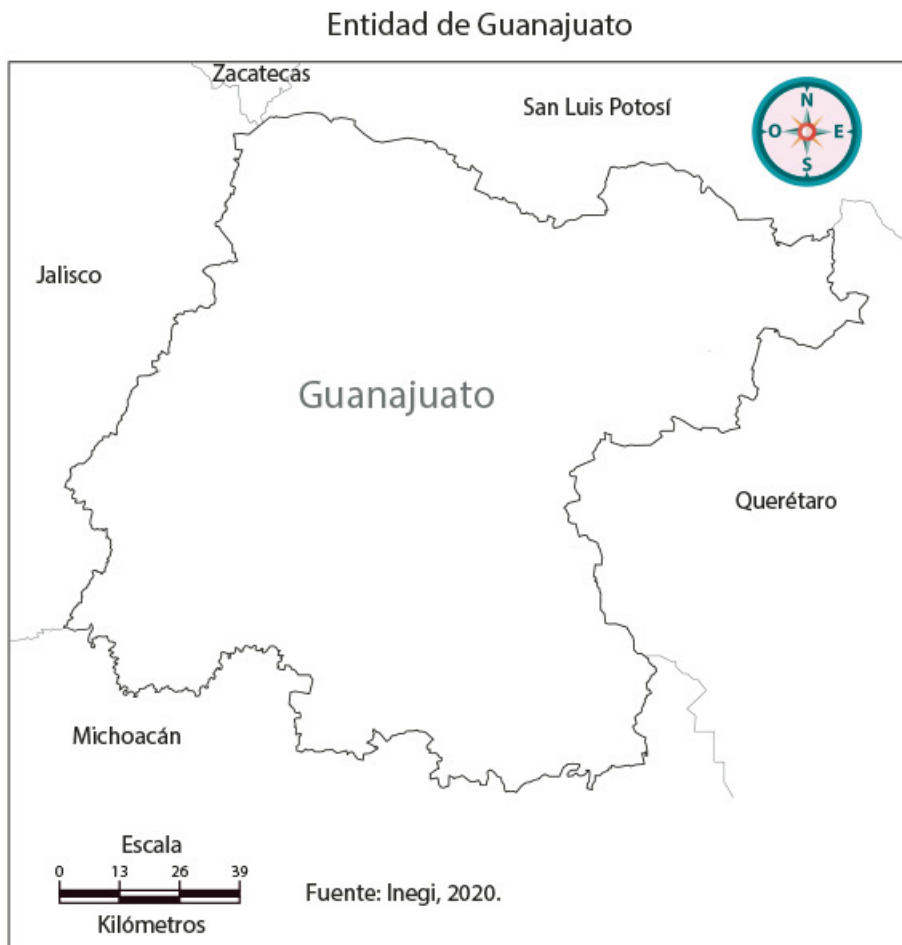 Entidad de Guanajuato
Zacatecas
San Luis Potosí
N
O E
S
Jalisco
Guanajuato
Querétaro
Michoacán
Escala
0 13 26 39
Kilómetros
Fuente: Inegi, 2020.